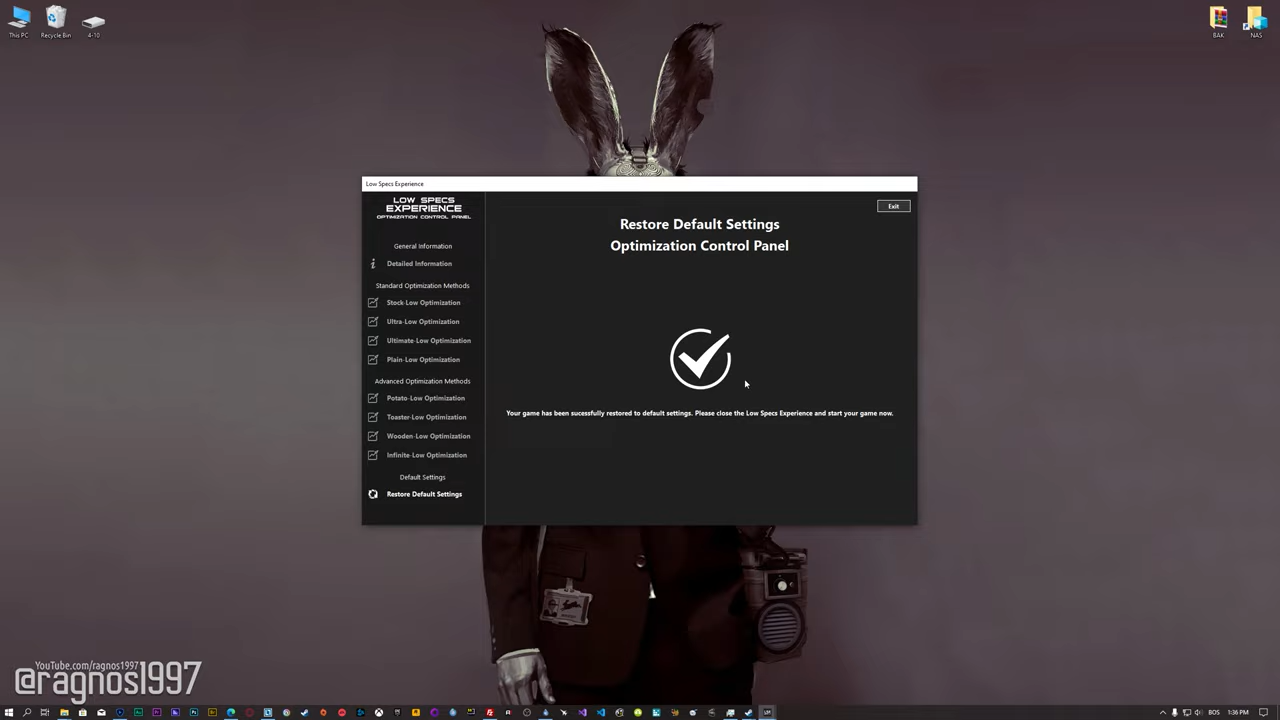 This PC
Recycle Bin
4-10
BAK
NAS
Low Specs Experience
LOW SPECS
EXPERIENCE
OPTIMIZATION CONTROL PANEL
General Information
Detailed Information
Standard Optimization Methods
Stock-Low Optimization
Ultra-Low Optimization
Ultimate-Low Optimization
Plain-Low Optimization
Advanced Optimization Methods
Potato-Low Optimization
Toaster-Low Optimization
Wooden-Low Optimization
Infinite-Low Optimization
Default Settings
Restore Default Settings
Exit
Restore Default Settings
Optimization Control Panel
Your game has been sucessfully restored to default settings. Please close the Low Specs Experience and start your game now.
YouTube.com/ragnos1997
@ragnos1997
BOS
1:36 PM